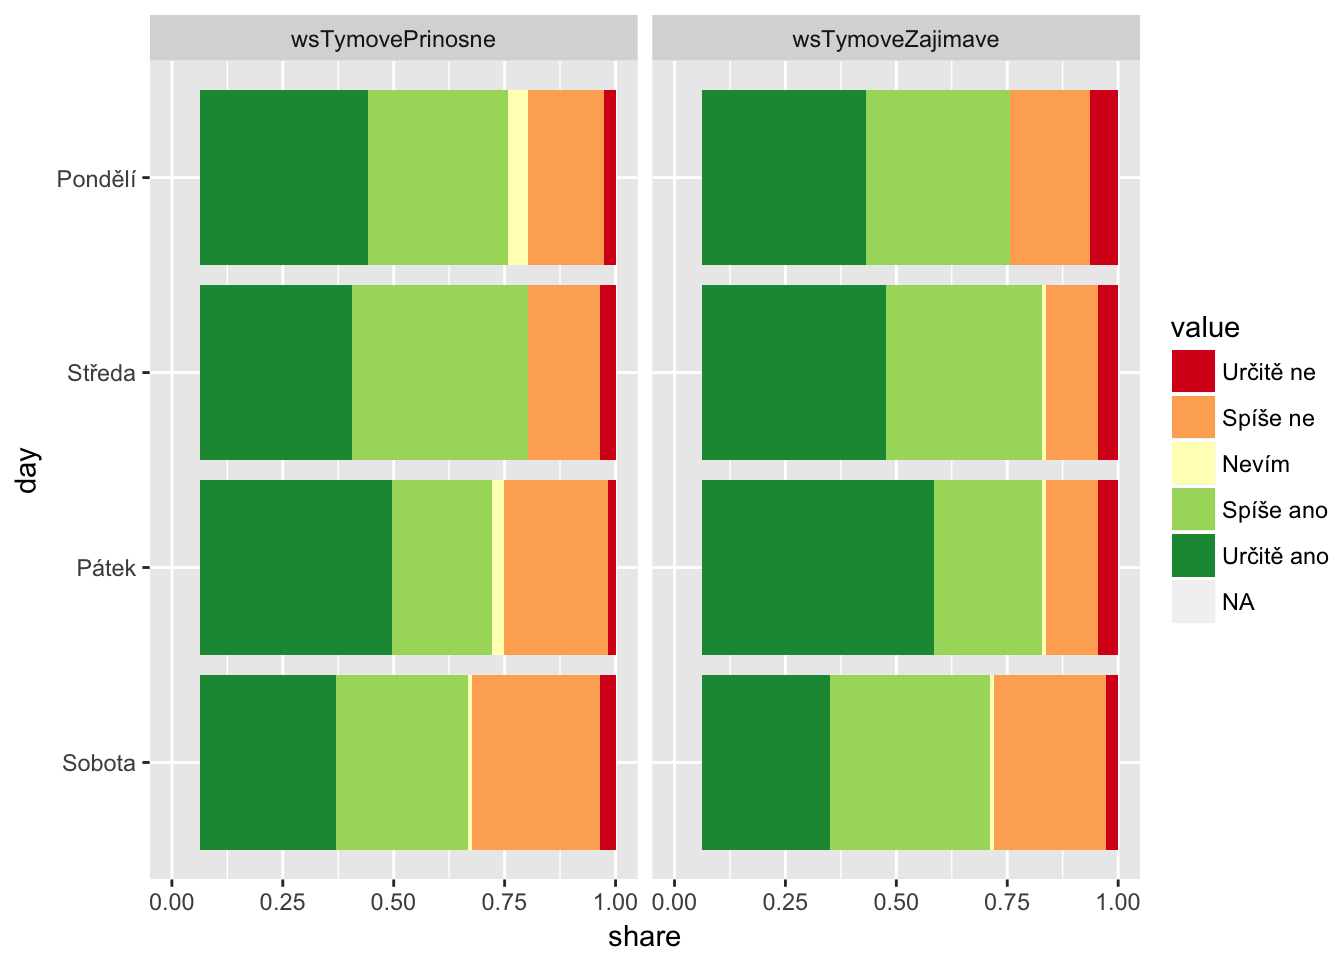 wsTymovePrinosne
wsTymoveZajimave
Pondělí
Středa
Pátek
Sobota
day
0.00 0.25 0.50 0.75 1.00
0.00 0.25 0.50 0.75 1.00
share
value
Určitě ne
Spíše ne
Nevím
Spíše ano
Určitě ano
NA